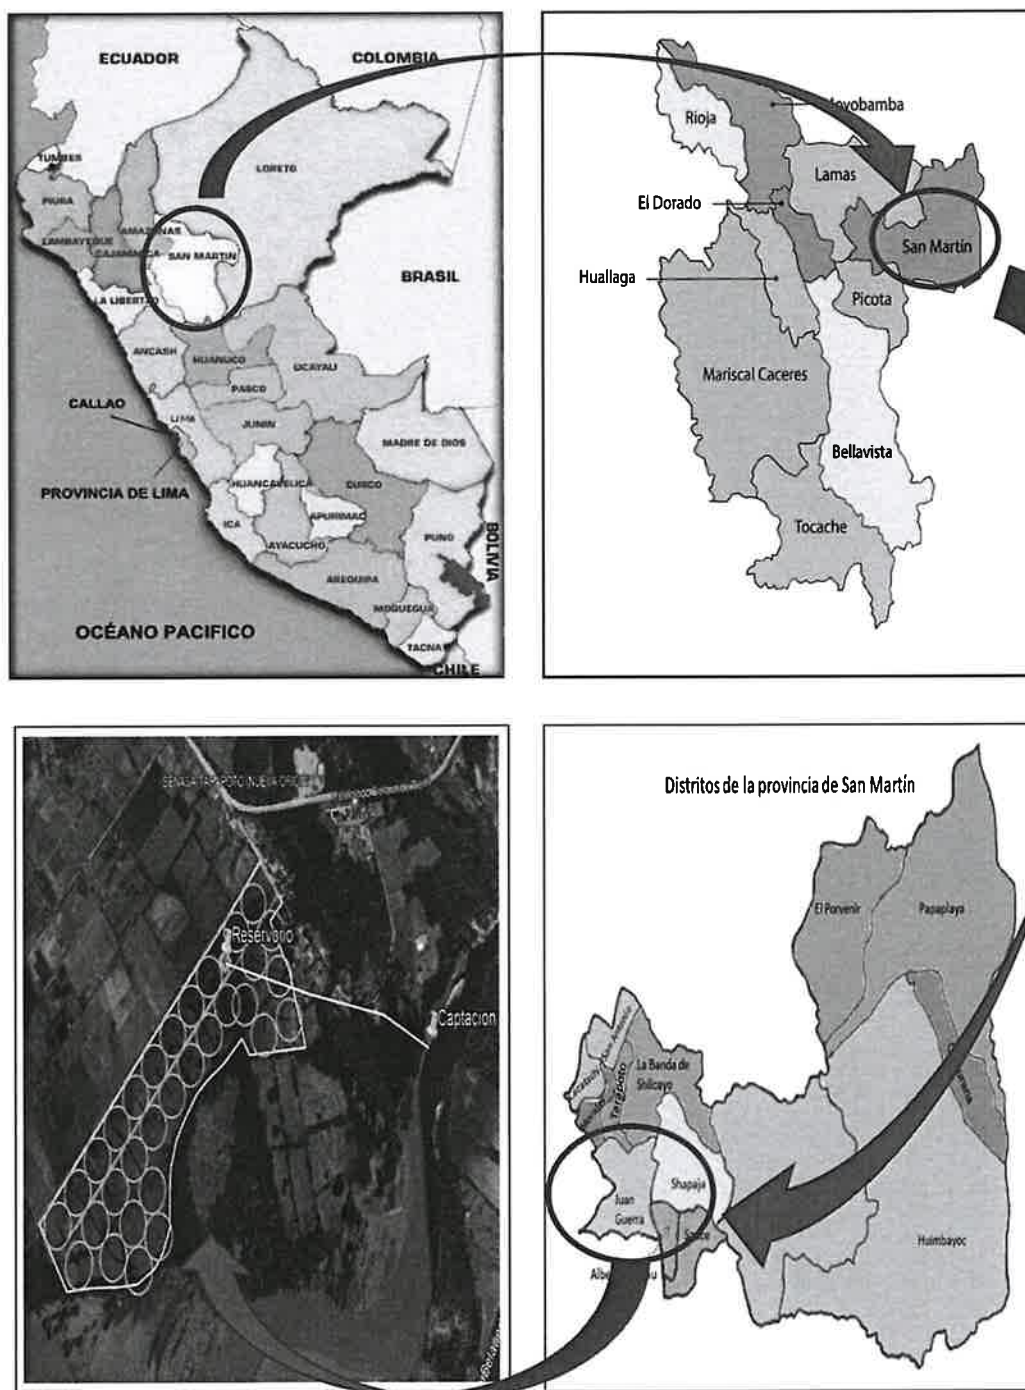 ECUADOR
COLOMBIA
TUMBES
PIURA
LORETO
LAMBAYEQUE
AMAZONAS
CAJAMARCA
SAN MARTIN
BRASIL
LA LIBERTAD
ANCASH
HUANUCO
UCAYALI
PASCO
CALLAO
LIMA
JUNIN
MADRE DE DIOS
PROVINCIA DE LIMA
HUANCAVELICA
CUSCO
ICA
APURIMAC
AYACUCHO
PUNO
BOLIVIA
AREQUIPA
MOQUEGUA
OCÉANO PACIFICO
TACNA
CHILE
Rioja
Lamas
El Dorado
San Martín
Huallaga
Picota
Mariscal Caceres
Bellavista
Tocache
Reservorio
Captacion
Distritos de la provincia de San Martín
El Porvenir
Papaplaya
La Banda de
Shilcayo
Tarapoto
Shapaja
Juan
Guerra
Huimbayoc